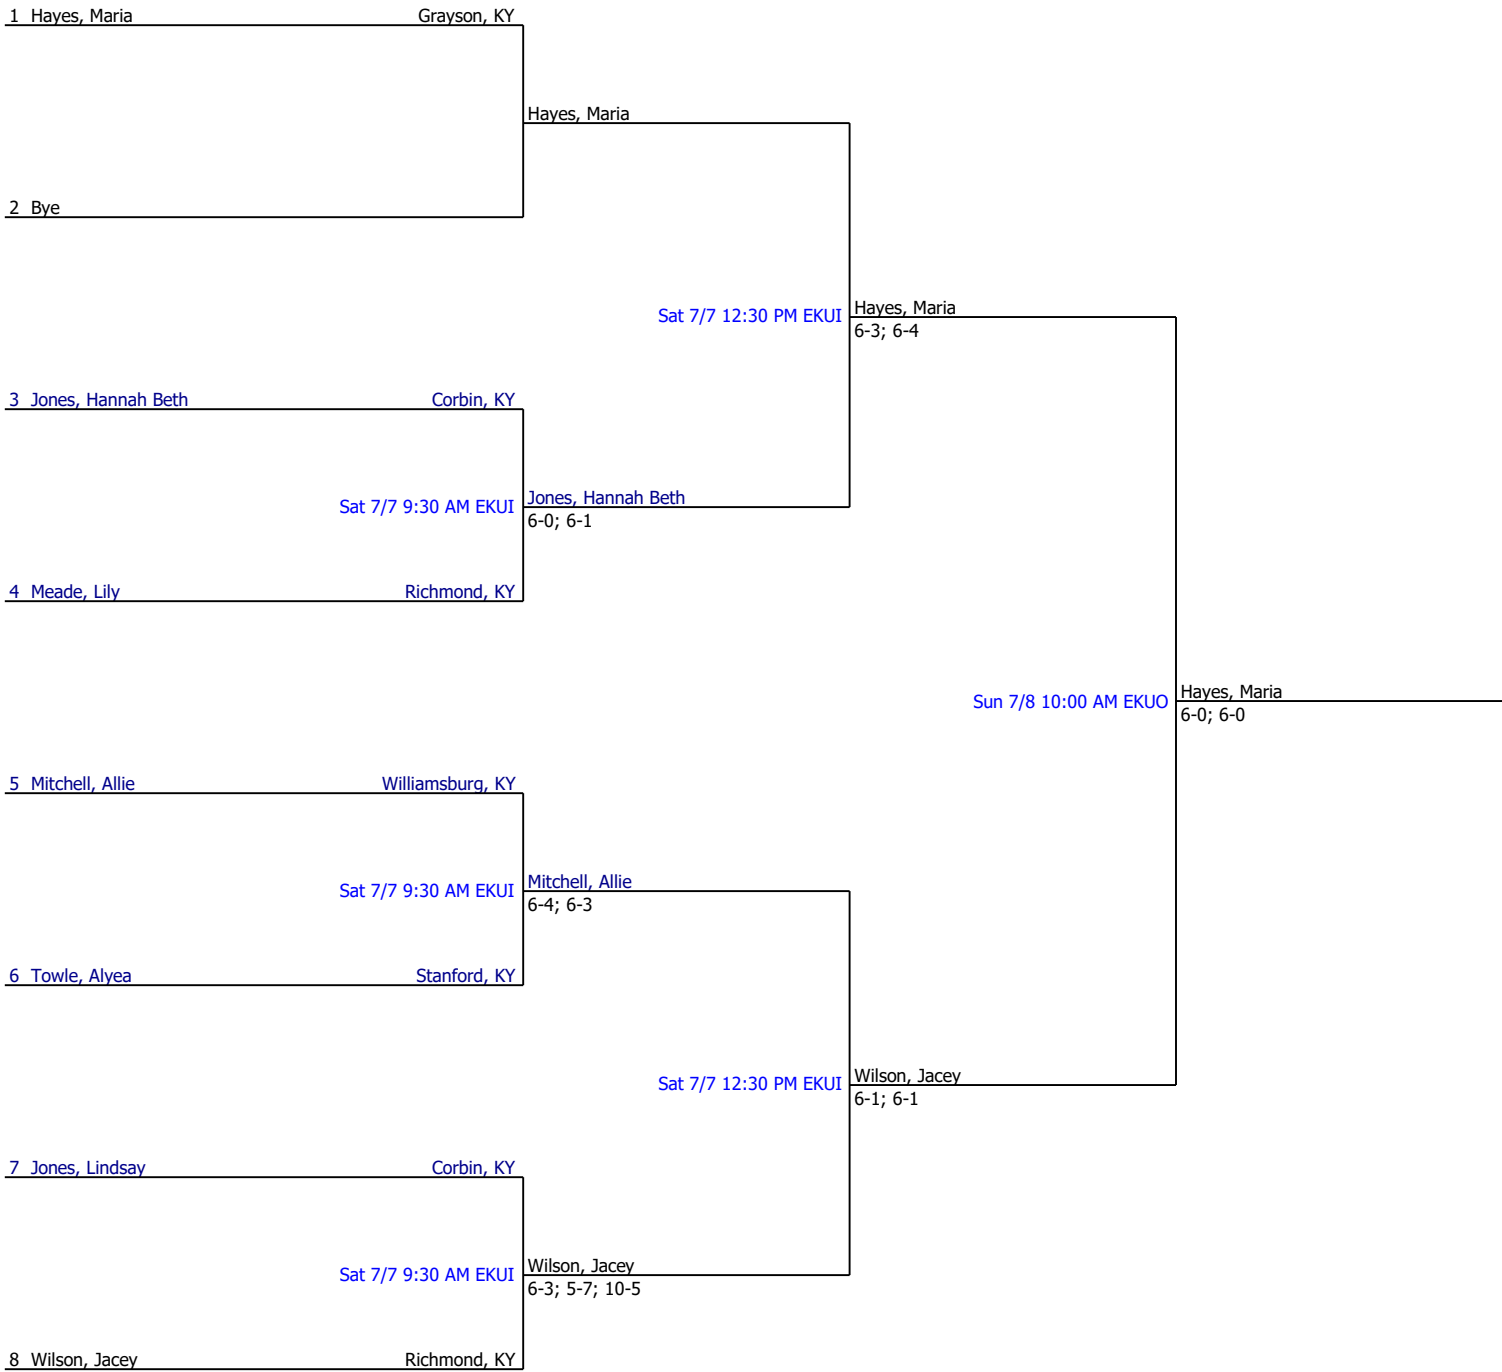 1 Hayes, Maria Grayson, KY
Hayes, Maria
2 Bye
Sat 7/7 12:30 PM EKUI
Hayes, Maria
6-3; 6-4
3 Jones, Hannah Beth Corbin, KY
Sat 7/7 9:30 AM EKUI
Jones, Hannah Beth
6-0; 6-1
4 Meade, Lily Richmond, KY
Sun 7/8 10:00 AM EKUO
Hayes, Maria
6-0; 6-0
5 Mitchell, Allie Williamsburg, KY
Sat 7/7 9:30 AM EKUI
Mitchell, Allie
6-4; 6-3
6 Towle, Alyea Stanford, KY
Sat 7/7 12:30 PM EKUI
Wilson, Jacey
6-1; 6-1
7 Jones, Lindsay Corbin, KY
Sat 7/7 9:30 AM EKUI
Wilson, Jacey
6-3; 5-7; 10-5
8 Wilson, Jacey Richmond, KY